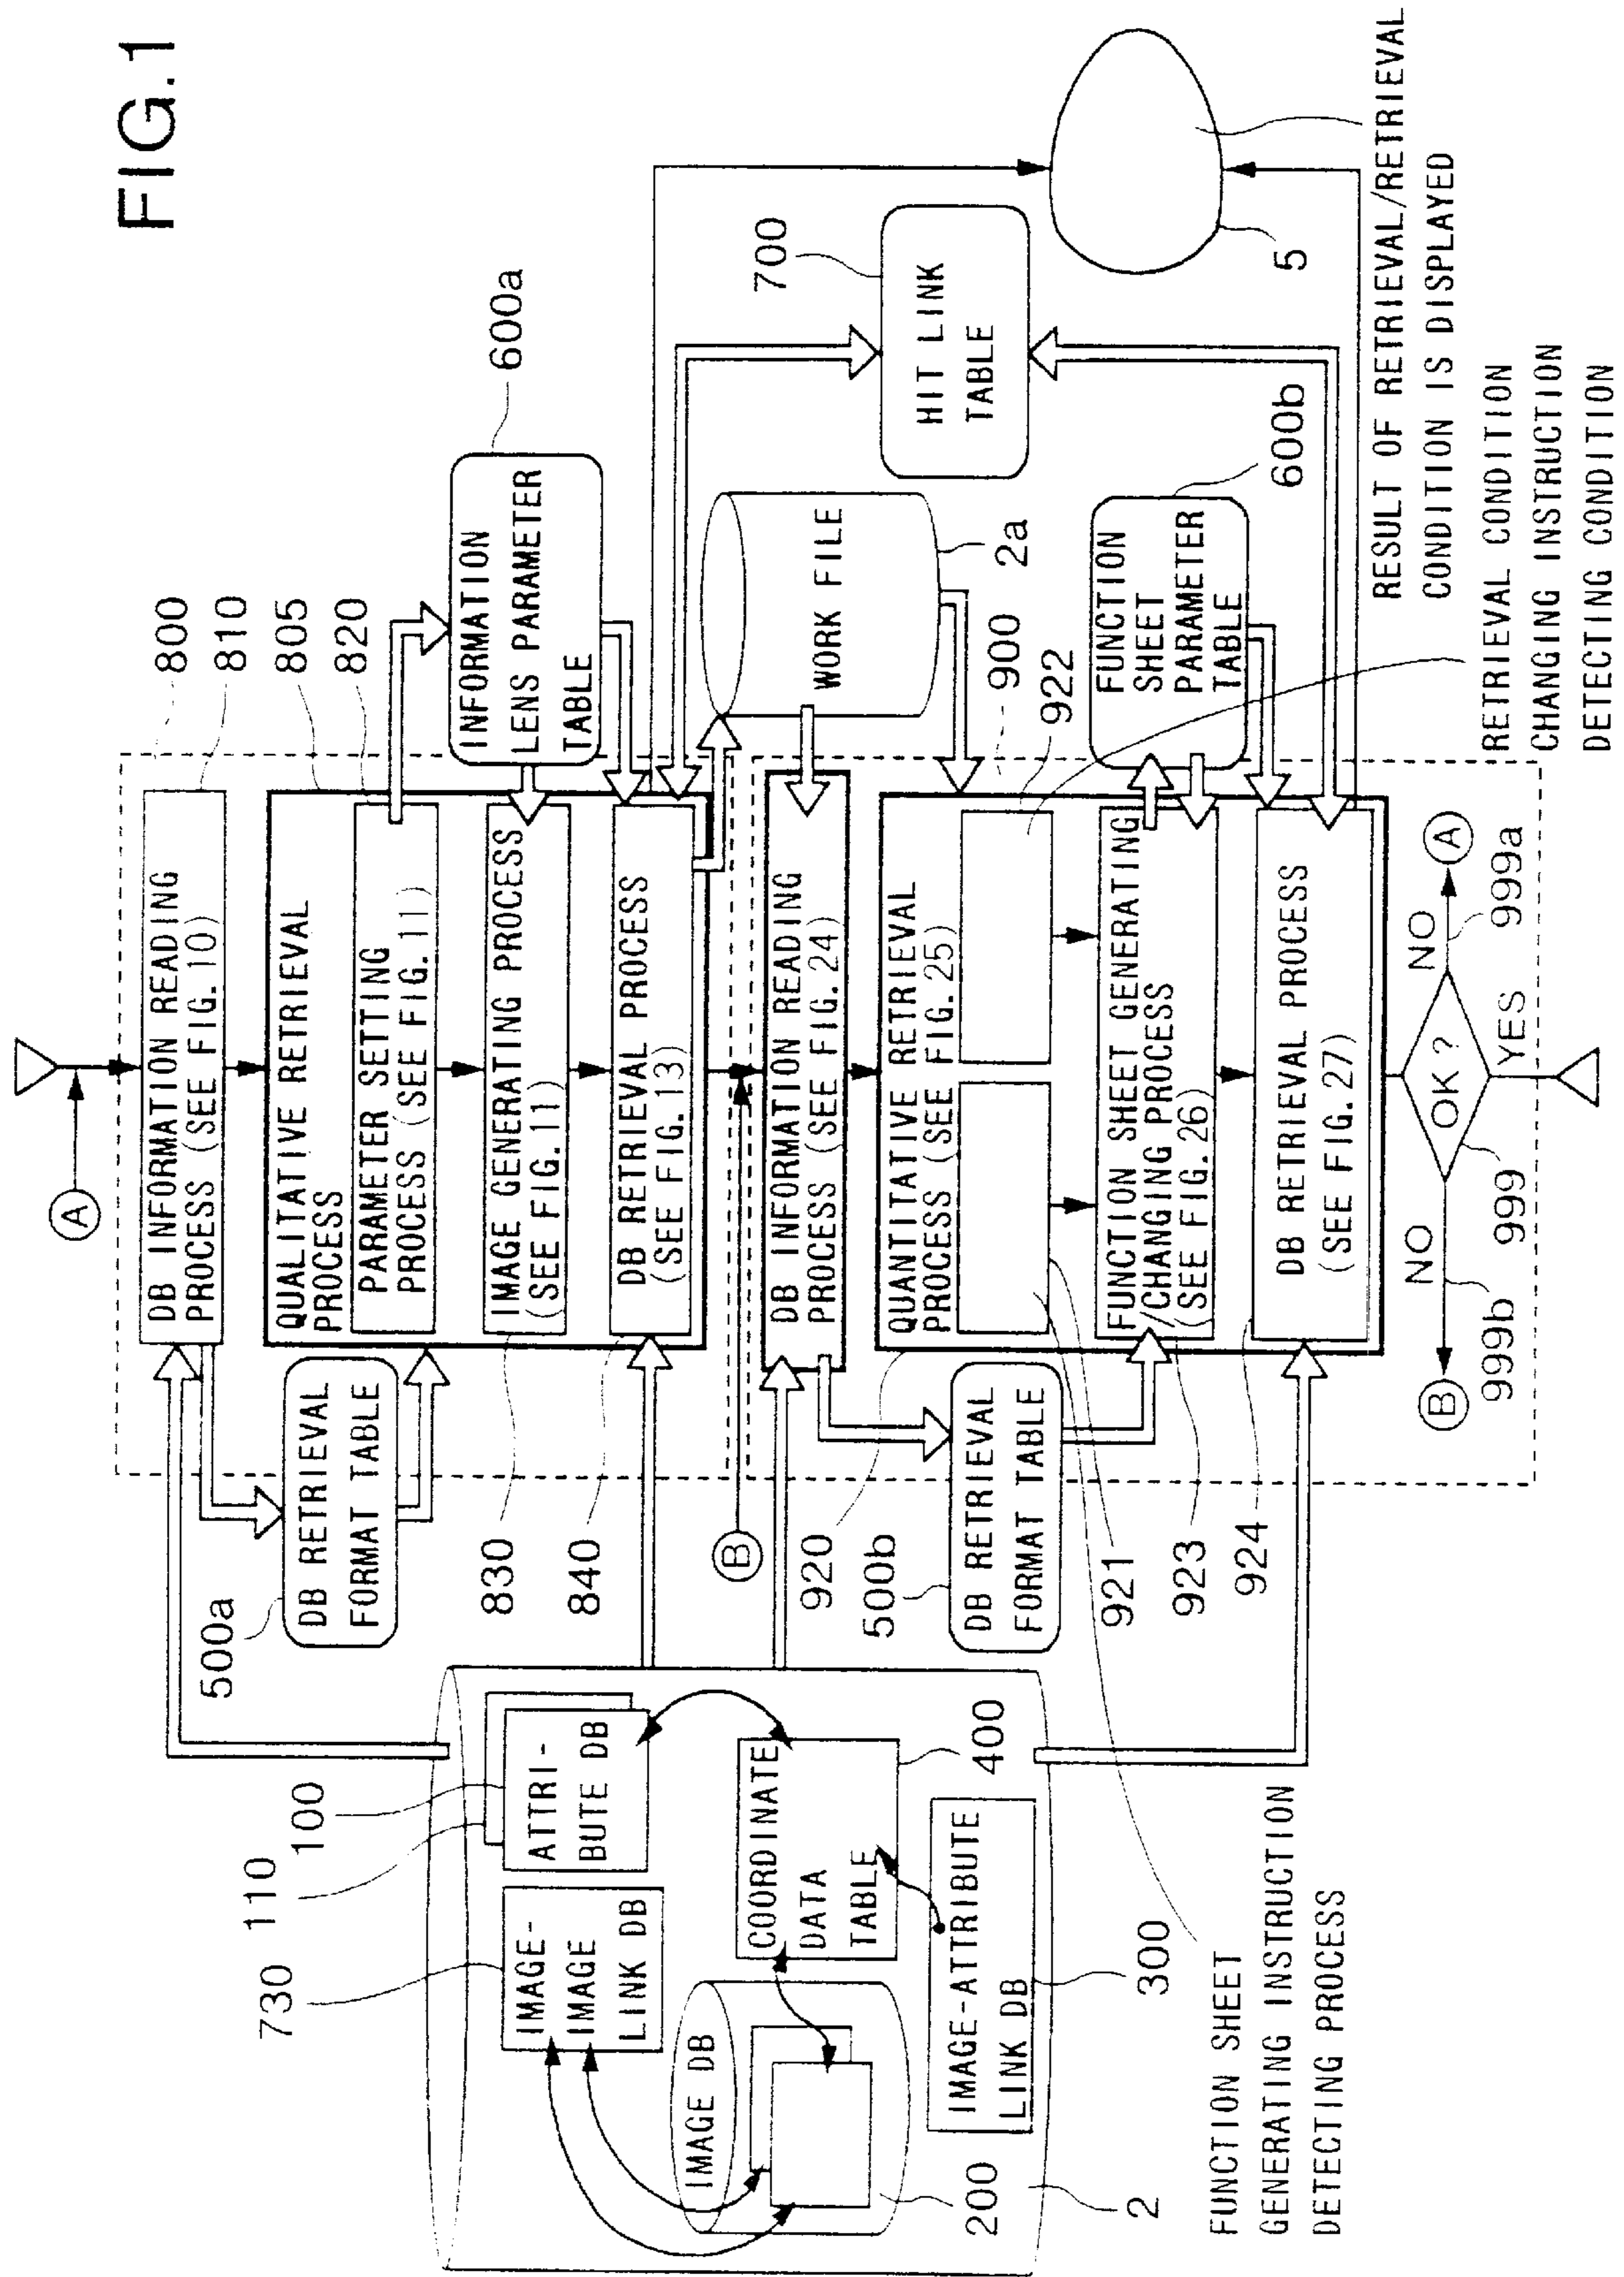 FIG.1
A
800
DB INFORMATION READING
PROCESS (SEE FIG.10)
810
805
QUALITATIVE RETRIEVAL
PROCESS
PARAMETER SETTING
PROCESS (SEE FIG.11)
820
IMAGE GENERATING PROCESS
(SEE FIG.11)
830
DB RETRIEVAL PROCESS
(SEE FIG.13)
840
500a
DB RETRIEVAL
FORMAT TABLE
600a
INFORMATION
LENS PARAMETER
TABLE
700
HIT LINK
TABLE
WORK FILE
2a
5
RESULT OF RETRIEVAL/RETRIEVAL
CONDITION IS DISPLAYED
B
900
DB INFORMATION READING
PROCESS (SEE FIG.24)
QUANTITATIVE RETRIEVAL
PROCESS (SEE FIG.25)
920
921
922
FUNCTION SHEET GENERATING
/CHANGING PROCESS
(SEE FIG.26)
923
DB RETRIEVAL PROCESS
(SEE FIG.27)
924
500b
DB RETRIEVAL
FORMAT TABLE
600b
FUNCTION
SHEET
PARAMETER
TABLE
RETRIEVAL CONDITION
CHANGING INSTRUCTION
DETECTING CONDITION
OK?
999
NO
999a
A
NO
999b
B
YES
730
110
100
IMAGE-
IMAGE
LINK DB
ATTRI-
BUTE DB
IMAGE DB
200
COORDINATE
DATA
TABLE
400
IMAGE-ATTRIBUTE
LINK DB
300
2
FUNCTION SHEET
GENERATING INSTRUCTION
DETECTING PROCESS